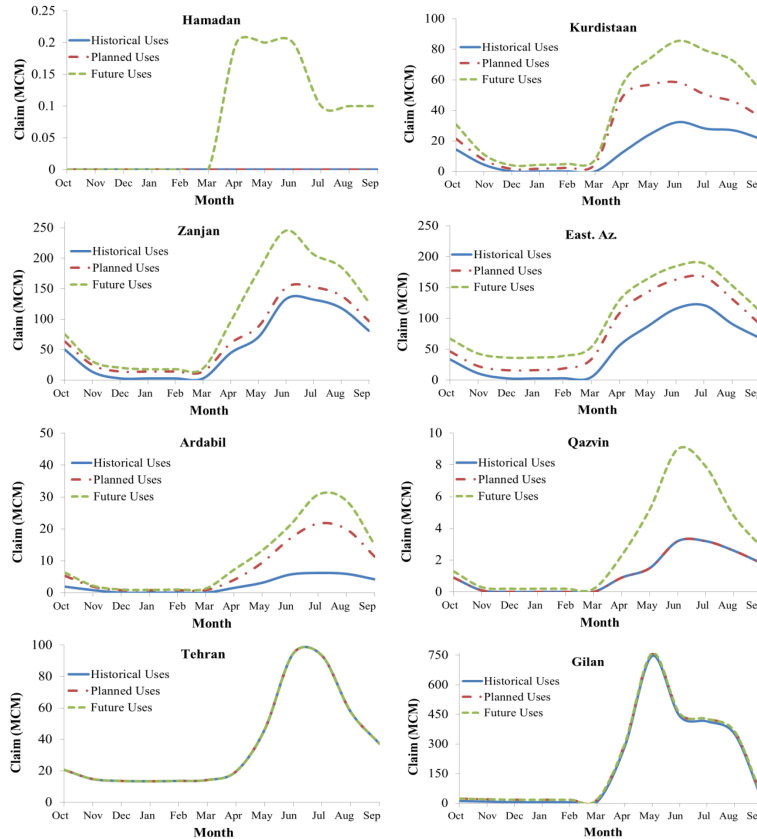 Hamadan
Claim (MCM)
0.25
0.2
0.15
0.1
0.05
0
Historical Uses
Planned Uses
Future Uses
Oct Nov Dec Jan Feb Mar Apr May Jun Jul Aug Sep
Month
Kurdistaan
Claim (MCM)
100
80
60
40
20
0
Historical Uses
Planned Uses
Future Uses
Oct Nov Dec Jan Feb Mar Apr May Jun Jul Aug Sep
Month
Zanjan
Claim (MCM)
250
200
150
100
50
0
Historical Uses
Planned Uses
Future Uses
Oct Nov Dec Jan Feb Mar Apr May Jun Jul Aug Sep
Month
East. Az.
Claim (MCM)
250
200
150
100
50
0
Historical Uses
Planned Uses
Future Uses
Oct Nov Dec Jan Feb Mar Apr May Jun Jul Aug Sep
Month
Ardabil
Claim (MCM)
50
40
30
20
10
0
Historical Uses
Planned Uses
Future Uses
Oct Nov Dec Jan Feb Mar Apr May Jun Jul Aug Sep
Month
Qazvin
Claim (MCM)
10
8
6
4
2
0
Historical Uses
Planned Uses
Future Uses
Oct Nov Dec Jan Feb Mar Apr May Jun Jul Aug Sep
Month
Tehran
Claim (MCM)
100
80
60
40
20
0
Historical Uses
Planned Uses
Future Uses
Oct Nov Dec Jan Feb Mar Apr May Jun Jul Aug Sep
Month
Gilan
Claim (MCM)
750
600
450
300
150
0
Historical Uses
Planned Uses
Future Uses
Oct Nov Dec Jan Feb Mar Apr May Jun Jul Aug Sep
Month